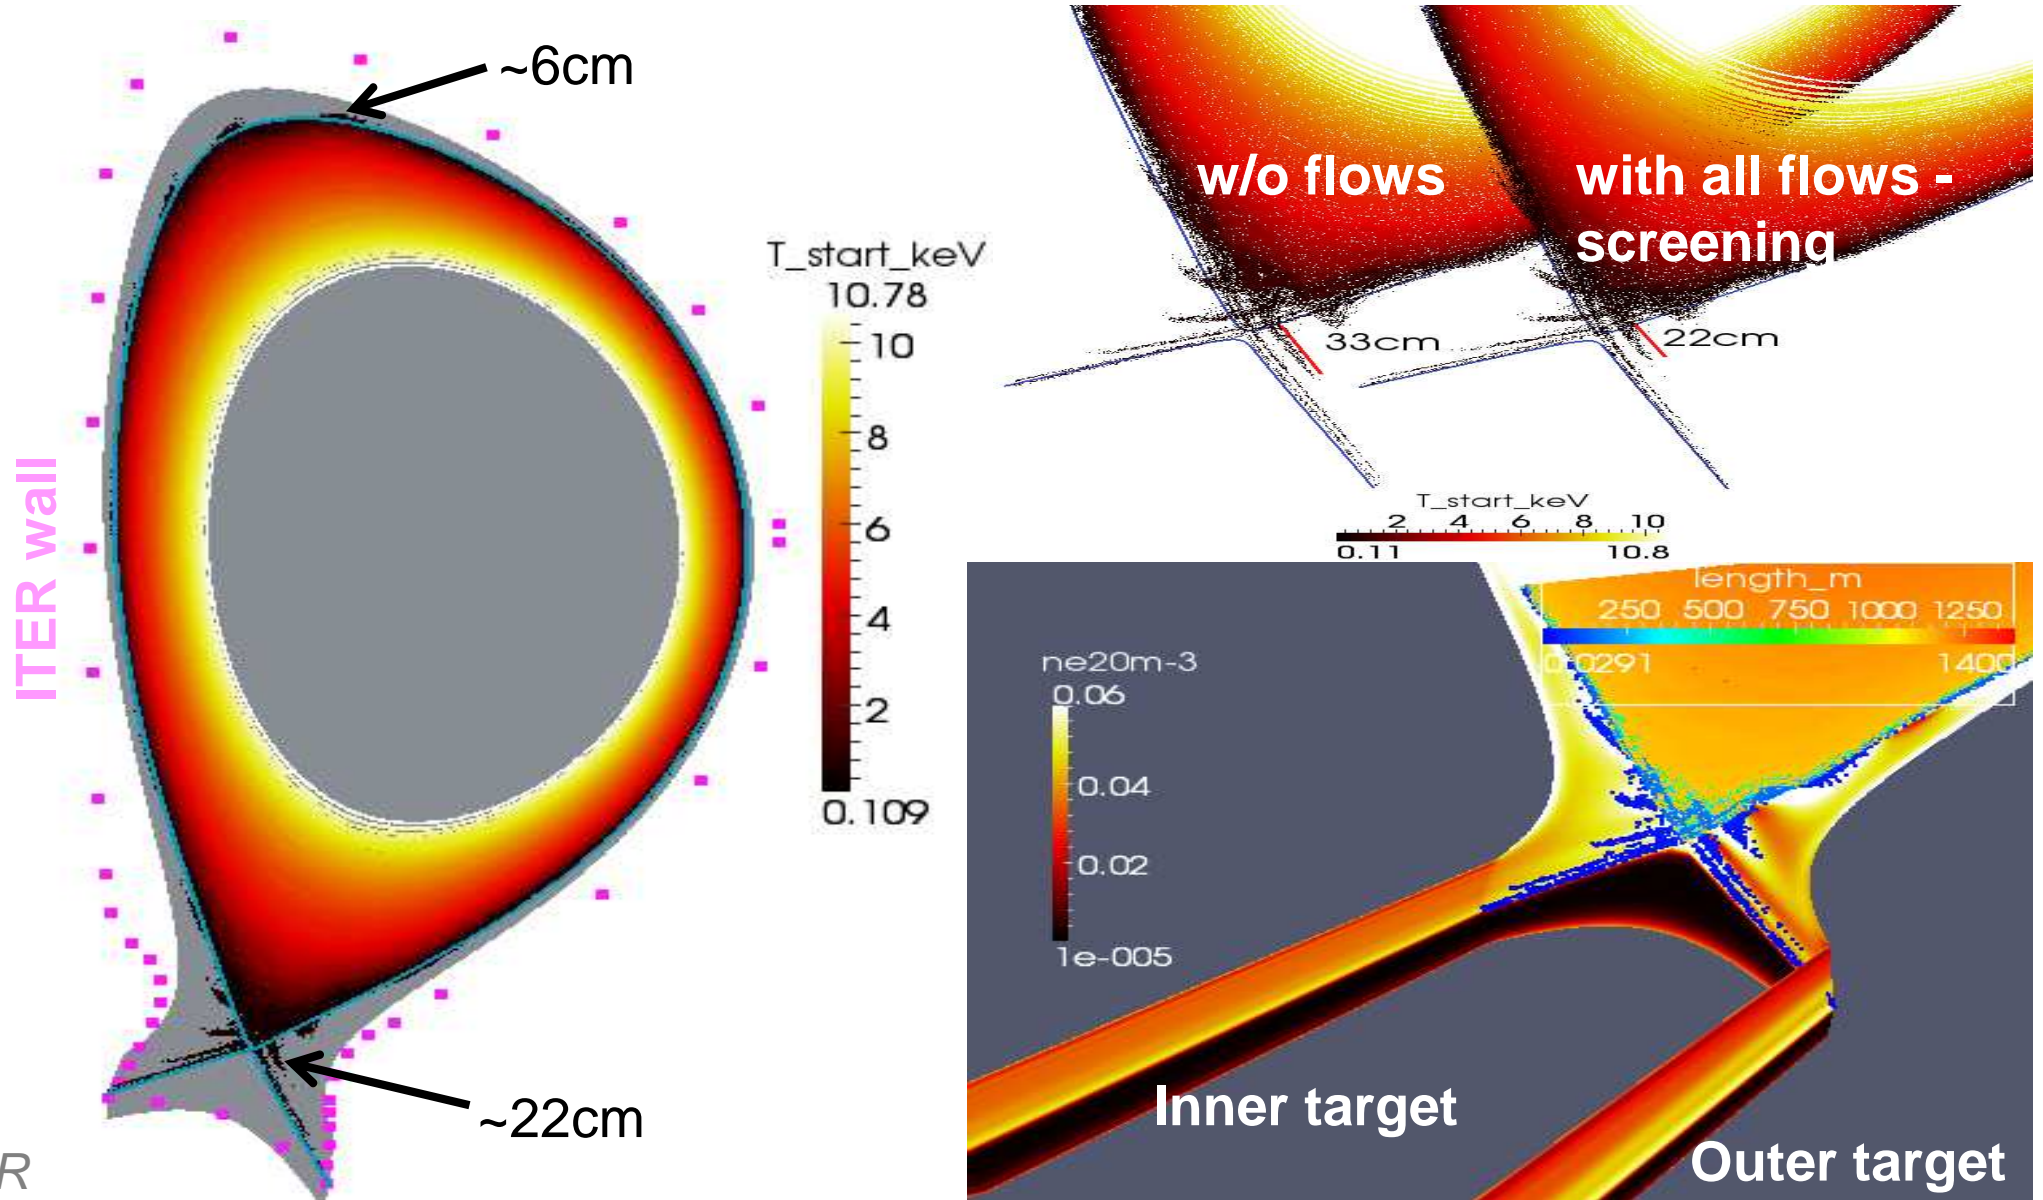 ~6cm
T_start_keV
10.78
10
8
6
4
2
0.109
ITER wall
~22cm
R
w/o flows
with all flows -
screening
33cm
22cm
T_start_keV
2 4 6 8 10
0.11 10.8
length_m
250 500 750 1000 1250
0.0291 1400
ne20m-3
0.06
0.04
0.02
1e-005
Inner target
Outer target